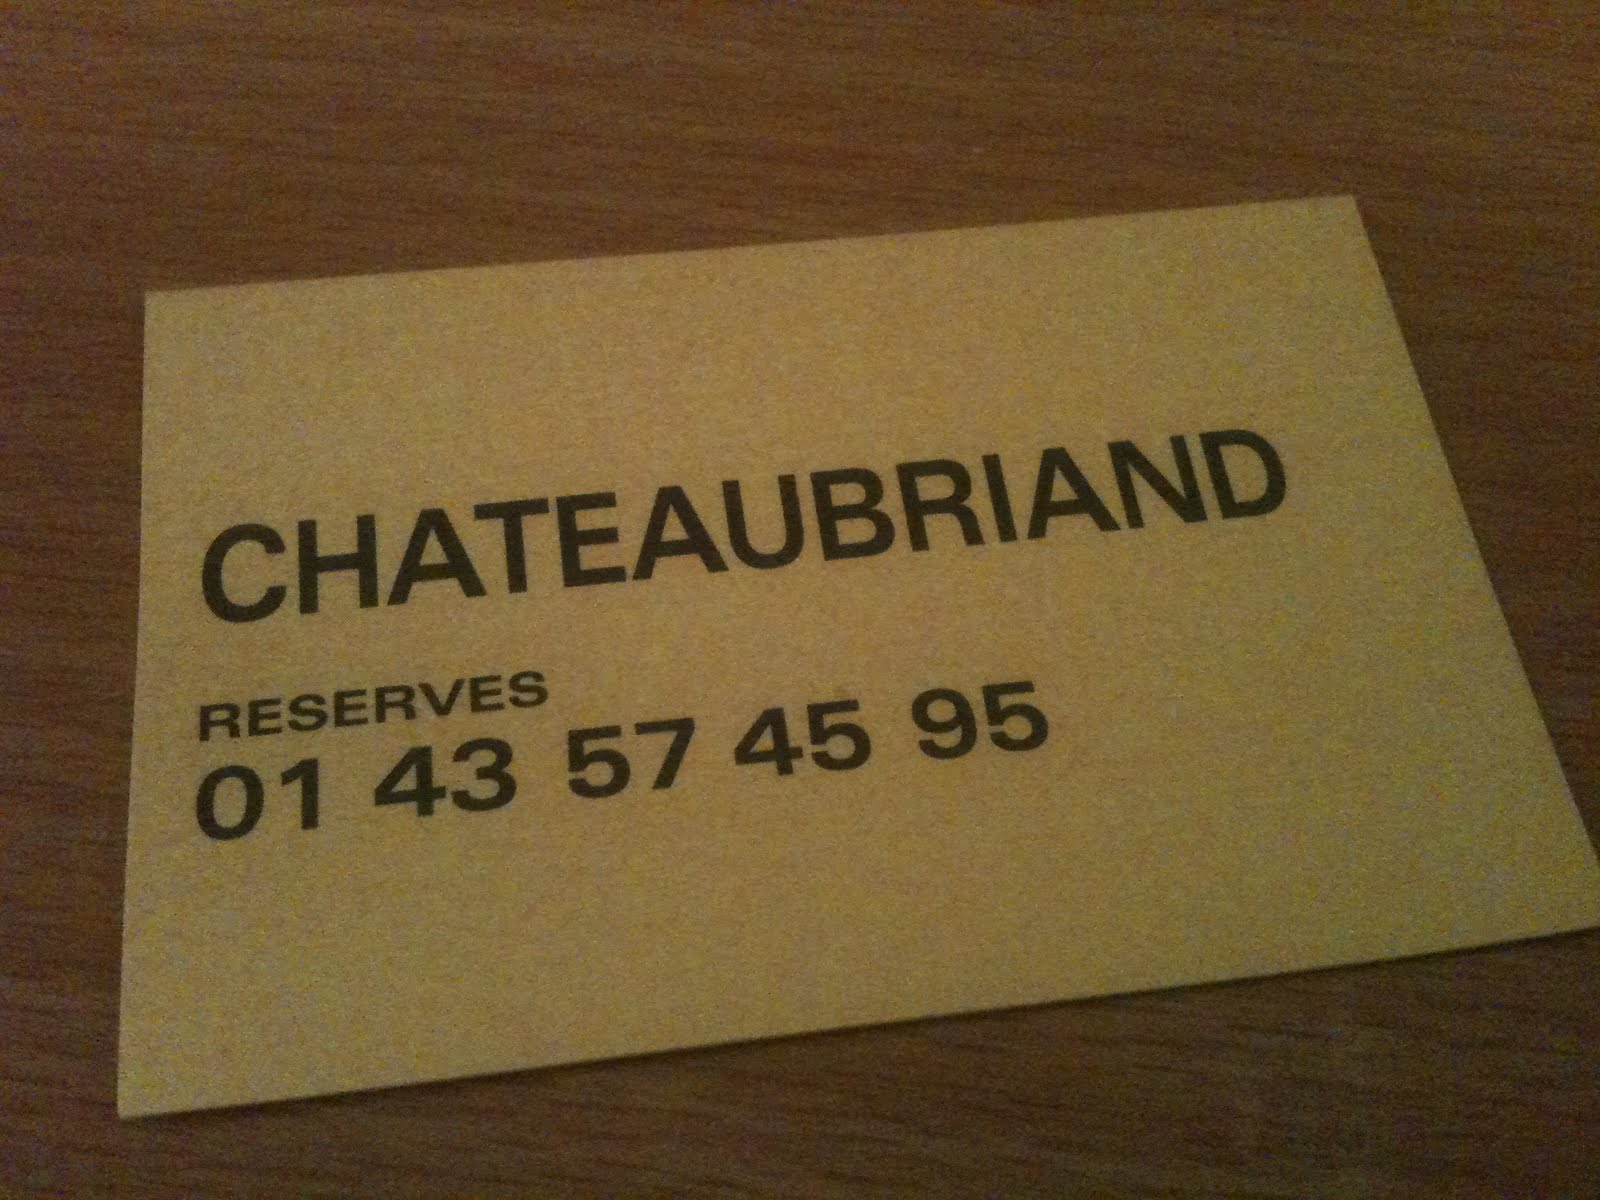 CHATEAUBRIAND
RESERVES
01 43 57 45 95